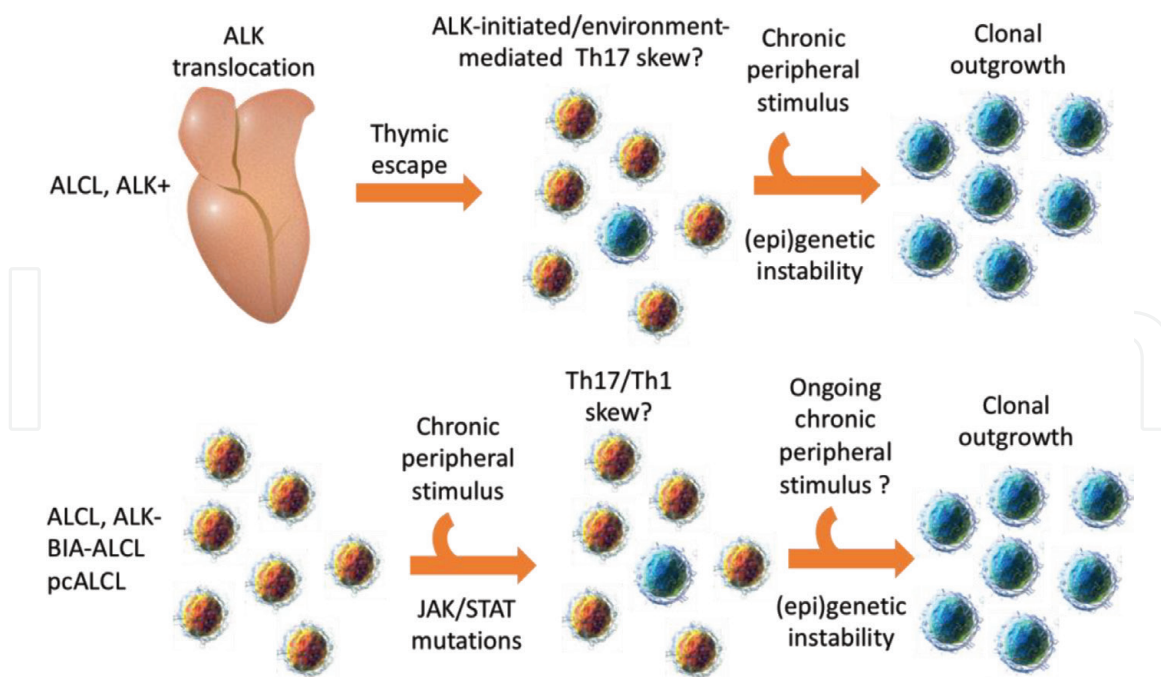 ALK
translocation
ALCL, ALK+
Thymic
escape
ALK-initiated/environment-
mediated Th17 skew?
Chronic
peripheral
stimulus
(epi)genetic
instability
Clonal
outgrowth
ALCL, ALK-
BIA-ALCL
pcALCL
Chronic
peripheral
stimulus
JAK/STAT
mutations
Th17/Th1
skew?
Ongoing
chronic
peripheral
stimulus ?
(epi)genetic
instability
Clonal
outgrowth